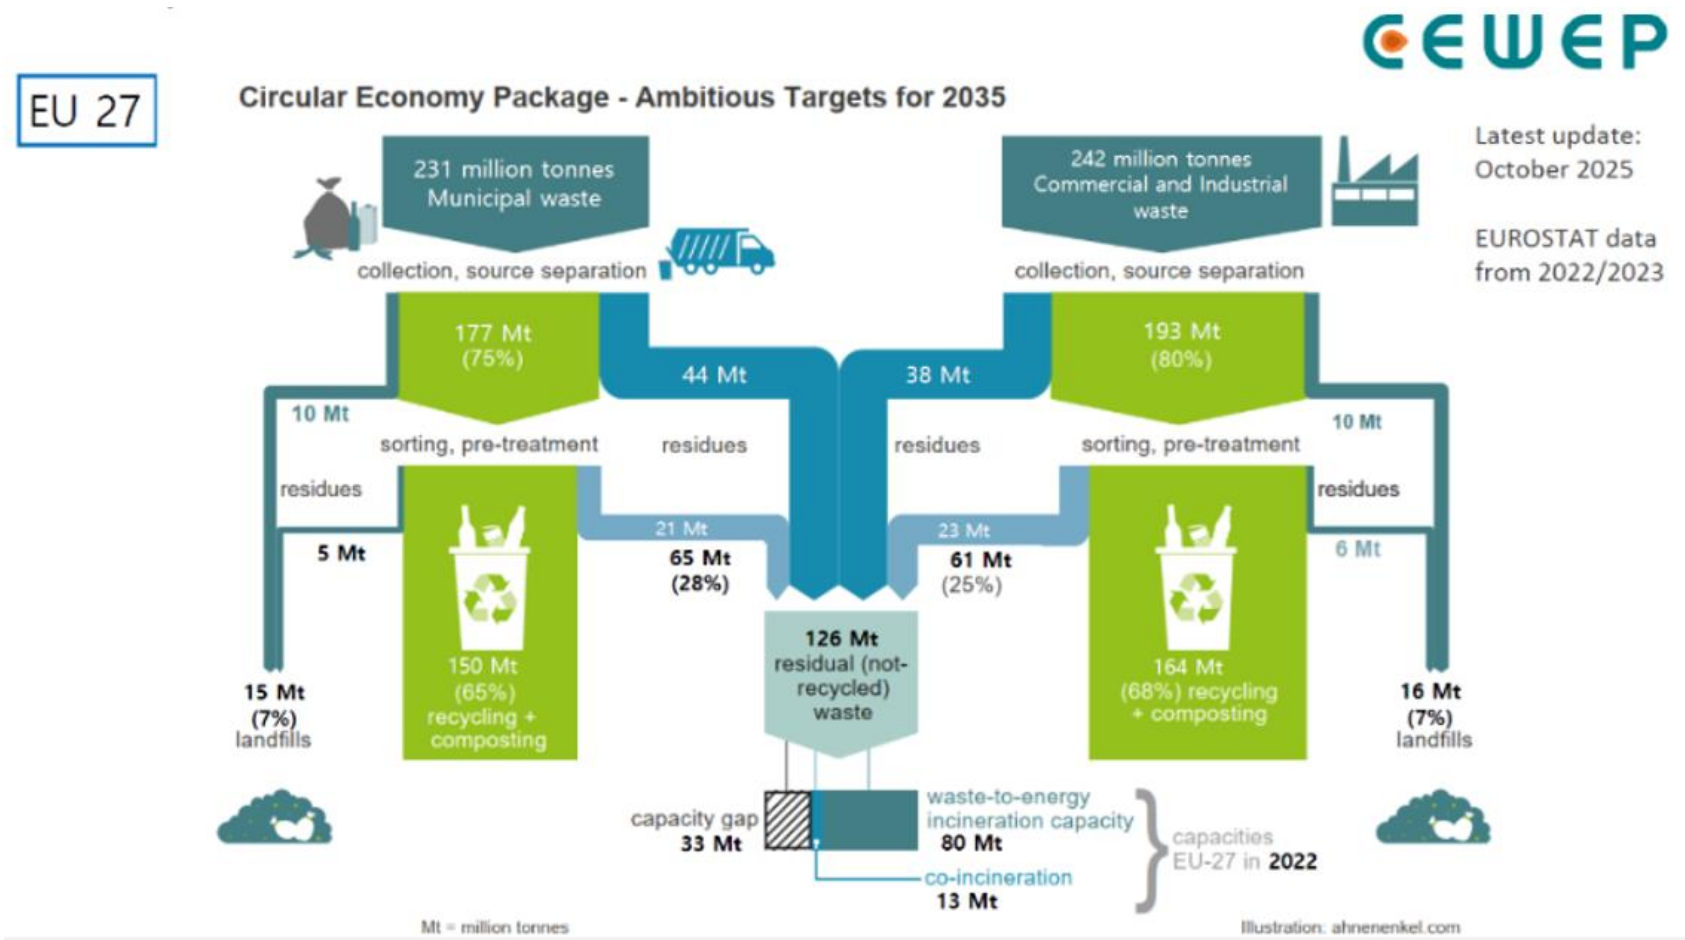 CEWEP
EU 27
Circular Economy Package - Ambitious Targets for 2035
Latest update:
October 2025
EUROSTAT data
from 2022/2023
231 million tonnes
Municipal waste
242 million tonnes
Commercial and Industrial
waste
collection, source separation
collection, source separation
177 Mt
(75%)
44 Mt
38 Mt
193 Mt
(80%)
10 Mt
10 Mt
sorting, pre-treatment
residues
residues
sorting, pre-treatment
residues
residues
5 Mt
21 Mt
65 Mt
(28%)
23 Mt
61 Mt
(25%)
6 Mt
126 Mt
residual (not-
recycled)
waste
150 Mt
(65%)
recycling +
composting
164 Mt
(68%) recycling
+ composting
15 Mt
(7%)
landfills
16 Mt
(7%)
landfills
capacity gap
33 Mt
waste-to-energy
incineration capacity
80 Mt
co-incineration
13 Mt
capacities
EU-27 in 2022
Mt = million tonnes
Illustration: ahnenenkel.com